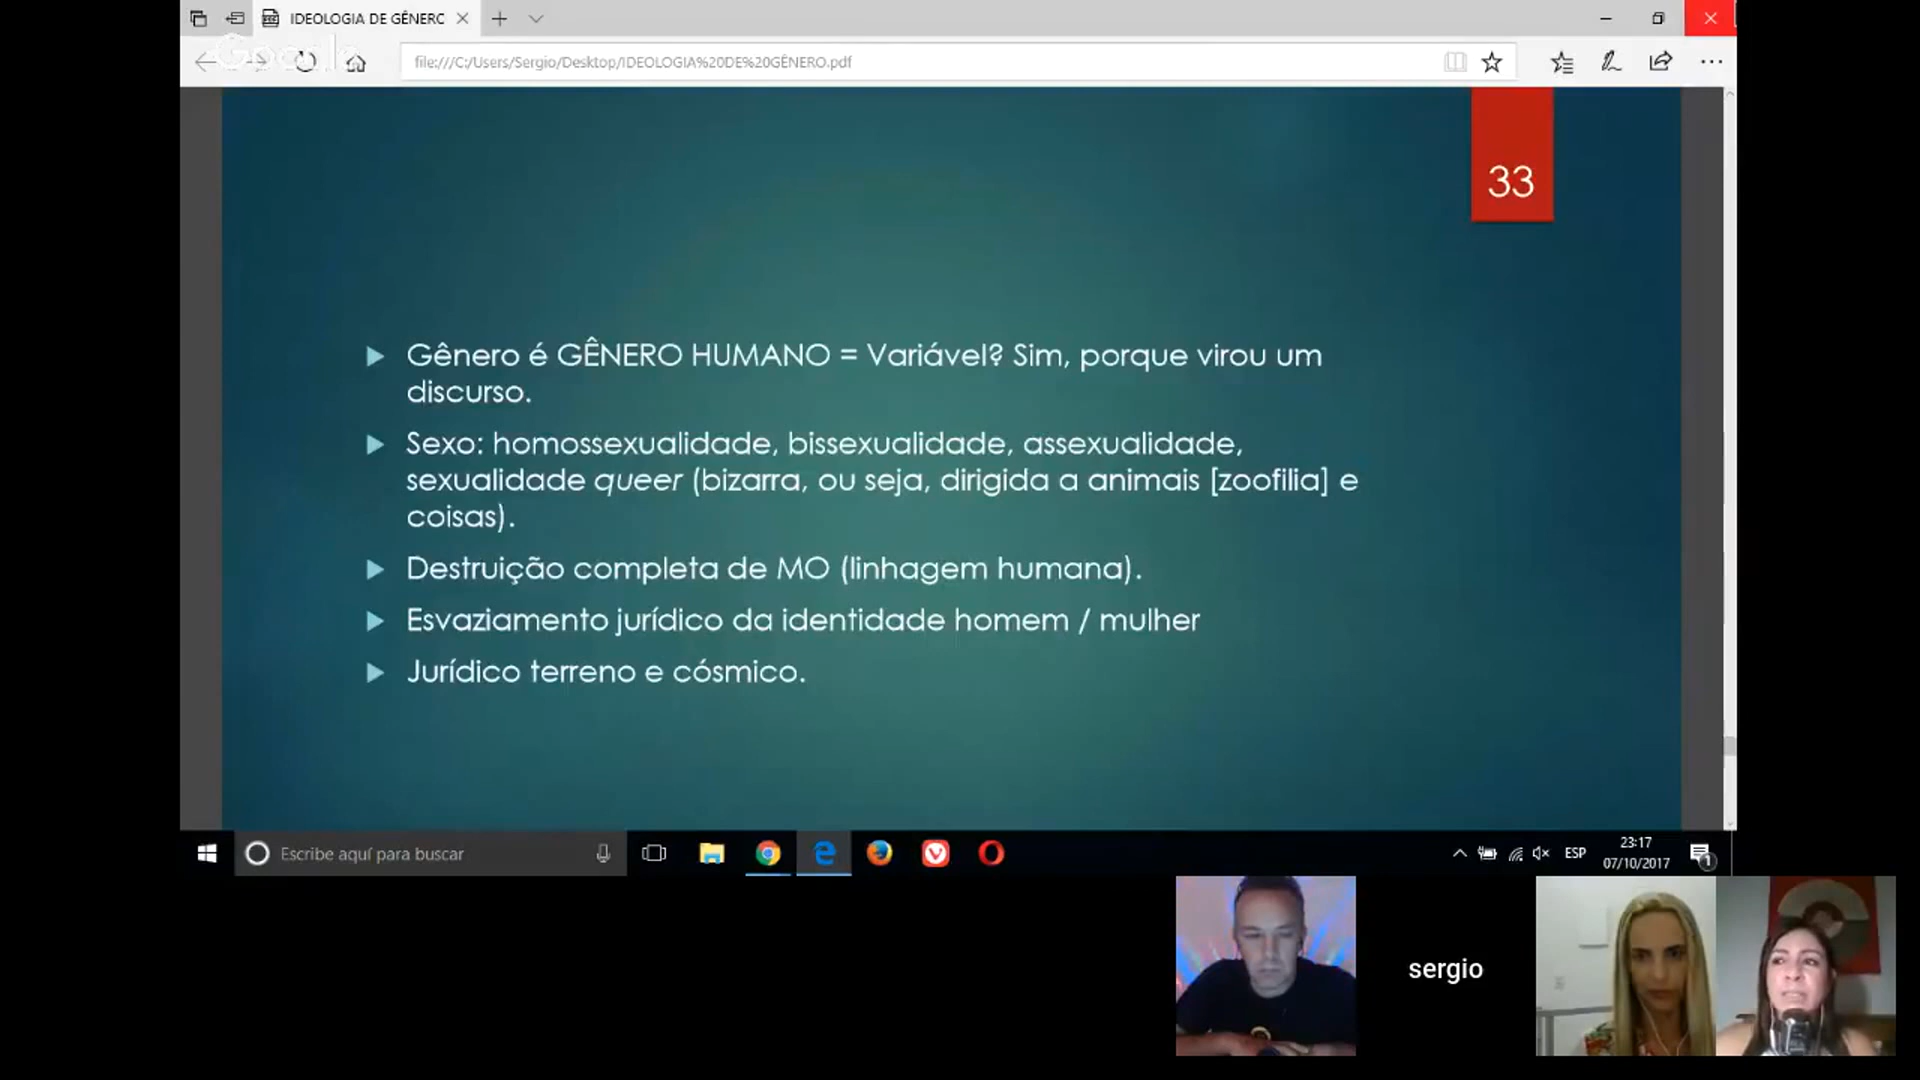 IDEOLOGIA DE GÊNERC
file:///C:/Users/Sergio/Desktop/IDEOLOGIA%20DE%20GÊNERO.pdf
33
Gênero é GÊNERO HUMANO = Variável? Sim, porque virou um
discurso.
Sexo: homossexualidade, bissexualidade, assexualidade,
sexualidade queer (bizarra, ou seja, dirigida a animais [zoofilia] e
coisas).
Destruição completa de MO (linhagem humana).
Esvaziamento jurídico da identidade homem / mulher
Jurídico terreno e cósmico.
Escribe aquí para buscar
ESP
23:17
07/10/2017
1
sergio